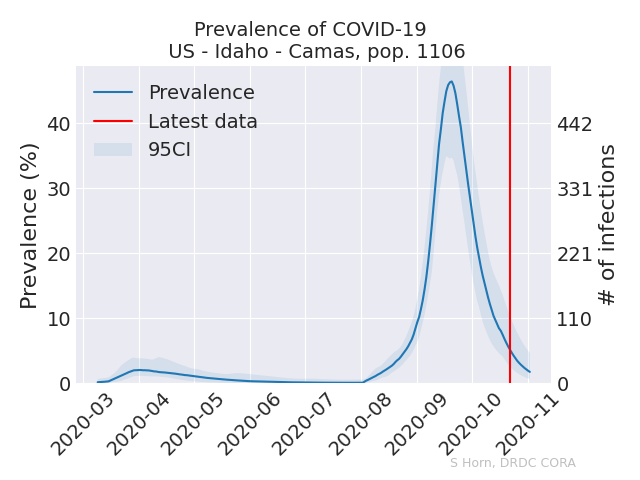 Prevalence of COVID-19
US - Idaho - Camas, pop. 1106
Prevalence
Latest data
95CI
Prevalence (%)
40
30
20
10
0
442
331
221
110
0
# of infections
2020-03
2020-04
2020-05
2020-06
2020-07
2020-08
2020-09
2020-10
2020-11
S Horn, DRDC CORA